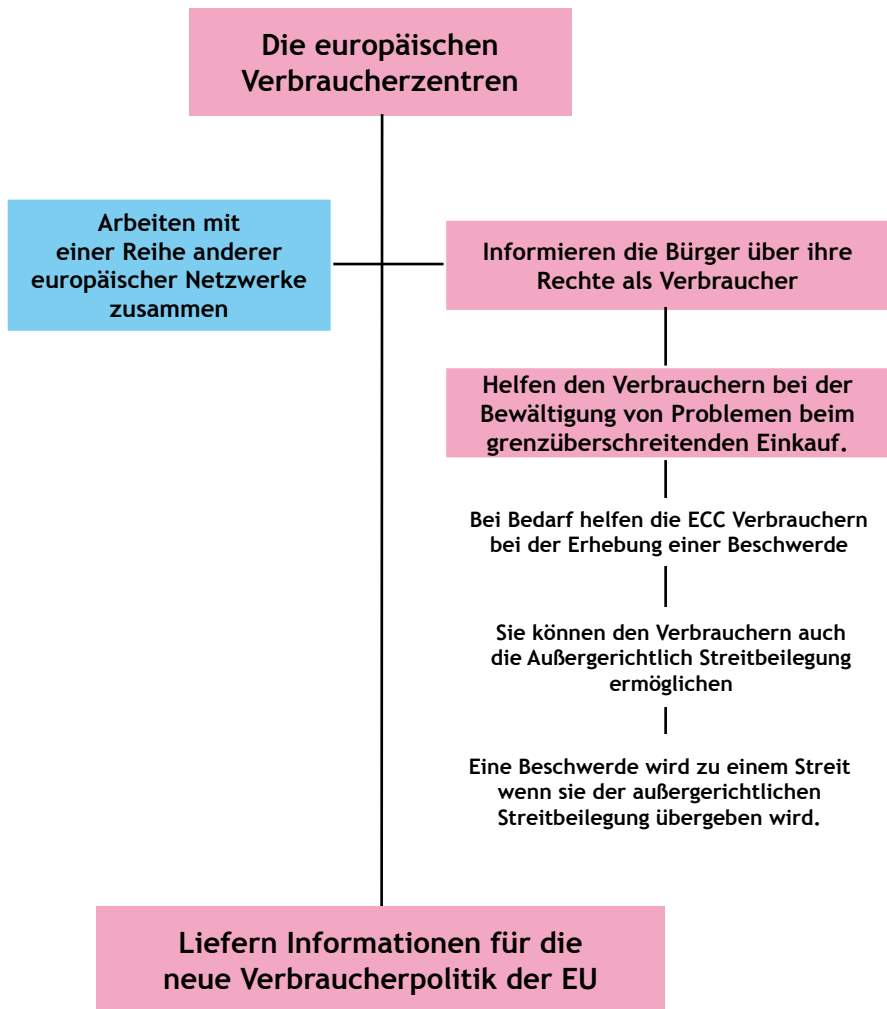 Die europäischen
Verbraucherzentren
Arbeiten mit
einer Reihe anderer
europäischer Netzwerke
zusammen
Informieren die Bürger über ihre
Rechte als Verbraucher
Helfen den Verbrauchern bei der
Bewältigung von Problemen beim
grenzüberschreitenden Einkauf.
Bei Bedarf helfen die ECC Verbrauchern
bei der Erhebung einer Beschwerde
Sie können den Verbrauchern auch
die Außergerichtlich Streitbeilegung
ermöglichen
Eine Beschwerde wird zu einem Streit
wenn sie der außergerichtlichen
Streitbeilegung übergeben wird.
Liefern Informationen für die
neue Verbraucherpolitik der EU